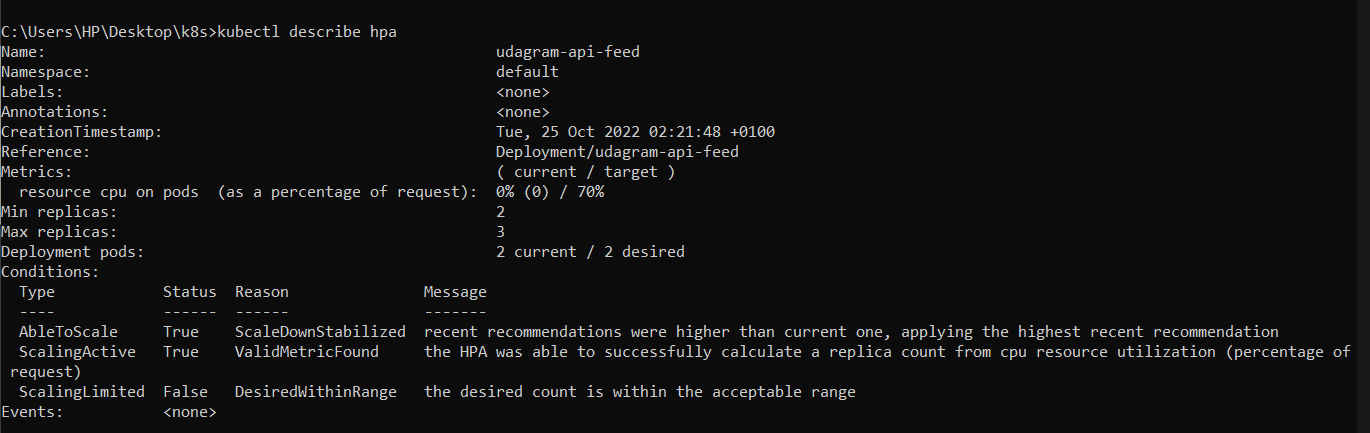 C:\Users\HP\Desktop\k8s>kubectl describe hpa
Name:                                                  udagram-api-feed
Namespace:                                             default
Labels:                                                <none>
Annotations:                                           <none>
CreationTimestamp:                                     Tue, 25 Oct 2022 02:21:48 +0100
Reference:                                             Deployment/udagram-api-feed
Metrics:                                               ( current / target )
  resource cpu on pods  (as a percentage of request):  0% (0) / 70%
Min replicas:                                          2
Max replicas:                                          3
Deployment pods:                                       2 current / 2 desired
Conditions:
  Type            Status  Reason               Message
  ----            ------  ------               -------
  AbleToScale     True    ScaleDownStabilized  recent recommendations were higher than current one, applying the highest recent recommendation
  ScalingActive   True    ValidMetricFound     the HPA was able to successfully calculate a replica count from cpu resource utilization (percentage of
 request)
  ScalingLimited  False   DesiredWithinRange   the desired count is within the acceptable range
Events:           <none>